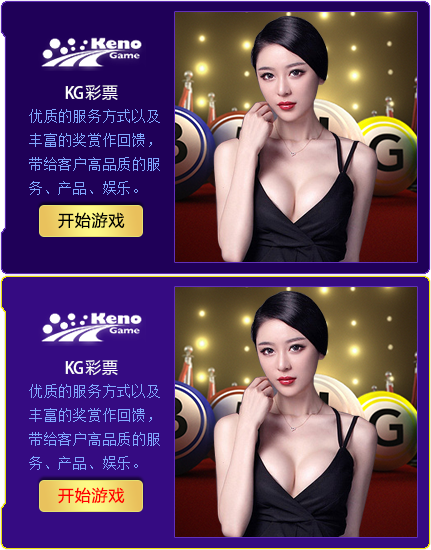 Keno
Game
KG彩票
优质的服务方式以及
丰富的奖赏作回馈，
带给客户高品质的服
务、产品、娱乐。
开始游戏
B
N
G
Keno
Game
KG彩票
优质的服务方式以及
丰富的奖赏作回馈，
带给客户高品质的服
务、产品、娱乐。
开始游戏
B
N
G